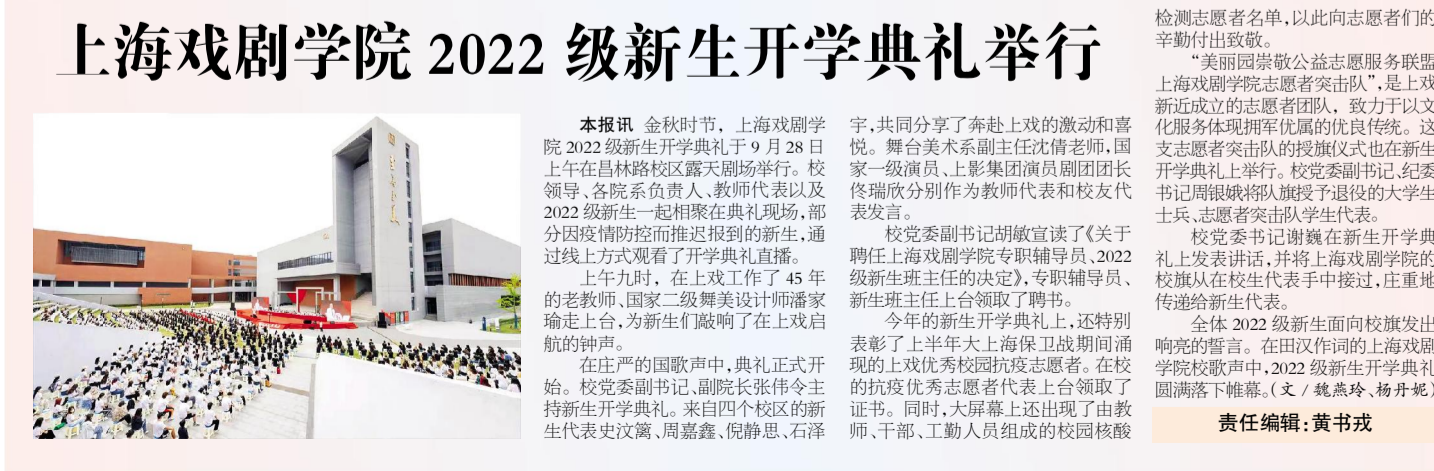 上海戏剧学院 2022 级新生开学典礼举行
本报讯 金秋时节，上海戏剧学
院 2022 级新生开学典礼于 9 月 28 日
上午在昌林路校区露天剧场举行。校
领导、各院系负责人、教师代表以及
2022 级新生一起相聚在典礼现场，部
分因疫情防控而推迟报到的新生，通
过线上方式观看了开学典礼直播。
上午九时，在上戏工作了 45 年
的老教师、国家二级舞美设计师潘家
瑜走上台，为新生们敲响了在上戏启
航的钟声。
在庄严的国歌声中，典礼正式开
始。校党委副书记、副院长张伟令主
持新生开学典礼。来自四个校区的新
生代表史汶篱、周嘉鑫、倪静思、石泽
宇，共同分享了奔赴上戏的激动和喜
悦。舞台美术系副主任沈倩老师，国
家一级演员、上影集团演员剧团团长
佟瑞欣分别作为教师代表和校友代
表发言。
校党委副书记胡敏宣读了《关于
聘任上海戏剧学院专职辅导员、2022
级新生班主任的决定》，专职辅导员、
新生班主任上台领取了聘书。
今年的新生开学典礼上，还特别
表彰了上半年大上海保卫战期间涌
现的上戏优秀校园抗疫志愿者。在校
的抗疫优秀志愿者代表上台领取了
证书。同时，大屏幕上还出现了由教
师、干部、工勤人员组成的校园核酸
检测志愿者名单，以此向志愿者们的
辛勤付出致敬。
“美丽园崇敬公益志愿服务联盟
上海戏剧学院志愿者突击队”，是上戏
新近成立的志愿者团队，致力于以文
化服务体现拥军优属的优良传统。这
支志愿者突击队的授旗仪式也在新生
开学典礼上举行。校党委副书记、纪委
书记周银娥将队旗授予退役的大学生
士兵、志愿者突击队学生代表。
校党委书记谢巍在新生开学典
礼上发表讲话，并将上海戏剧学院的
校旗从在校生代表手中接过，庄重地
传递给新生代表。
全体 2022 级新生面向校旗发出
响亮的誓言。在田汉作词的上海戏剧
学院校歌声中，2022 级新生开学典礼
圆满落下帷幕。（文 / 魏燕玲、杨丹妮）
责任编辑：黄书戎